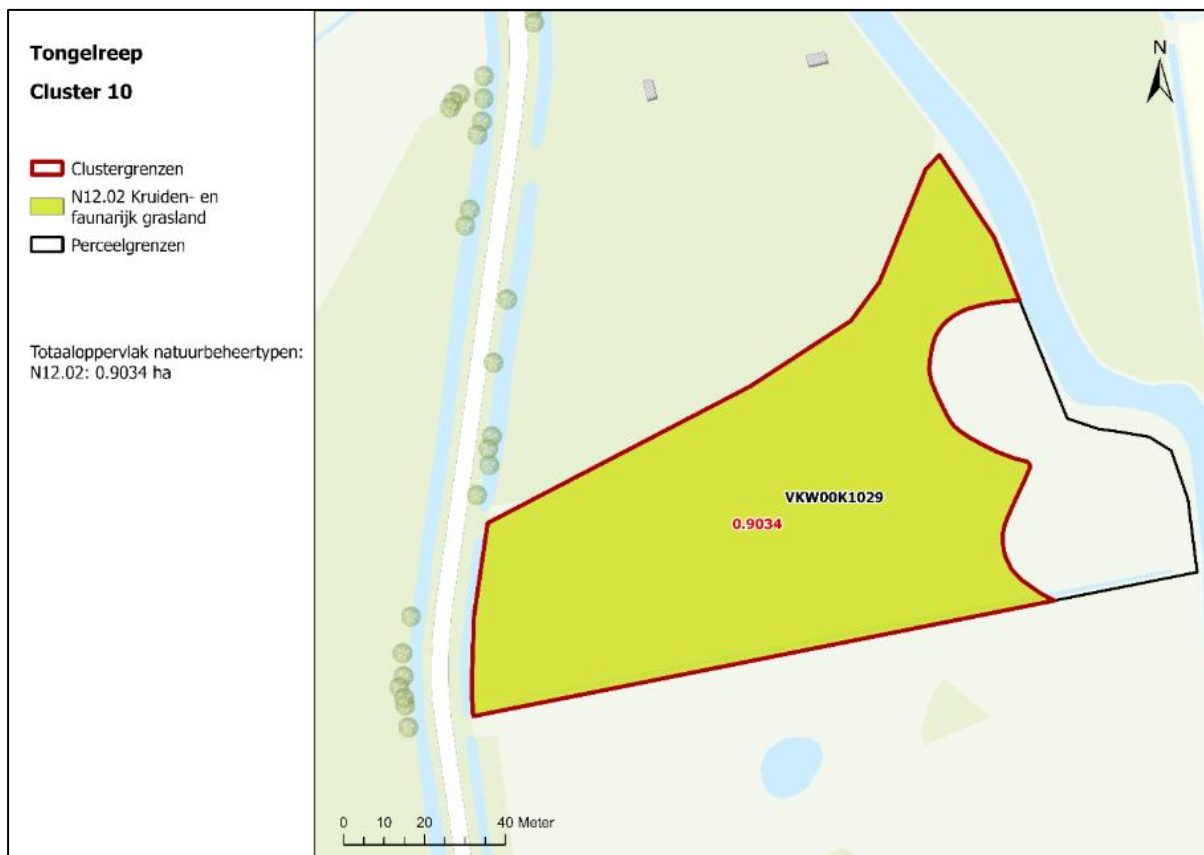 Tongelreep
Cluster 10
Clustergrenzen
N12.02 Kruiden- en
faunarijk grasland
Perceelgrenzen
Totaaloppervlak natuurbeheertypen:
N12.02: 0.9034 ha
N
VKW00K1029
0.9034
0 10 20 40 Meter